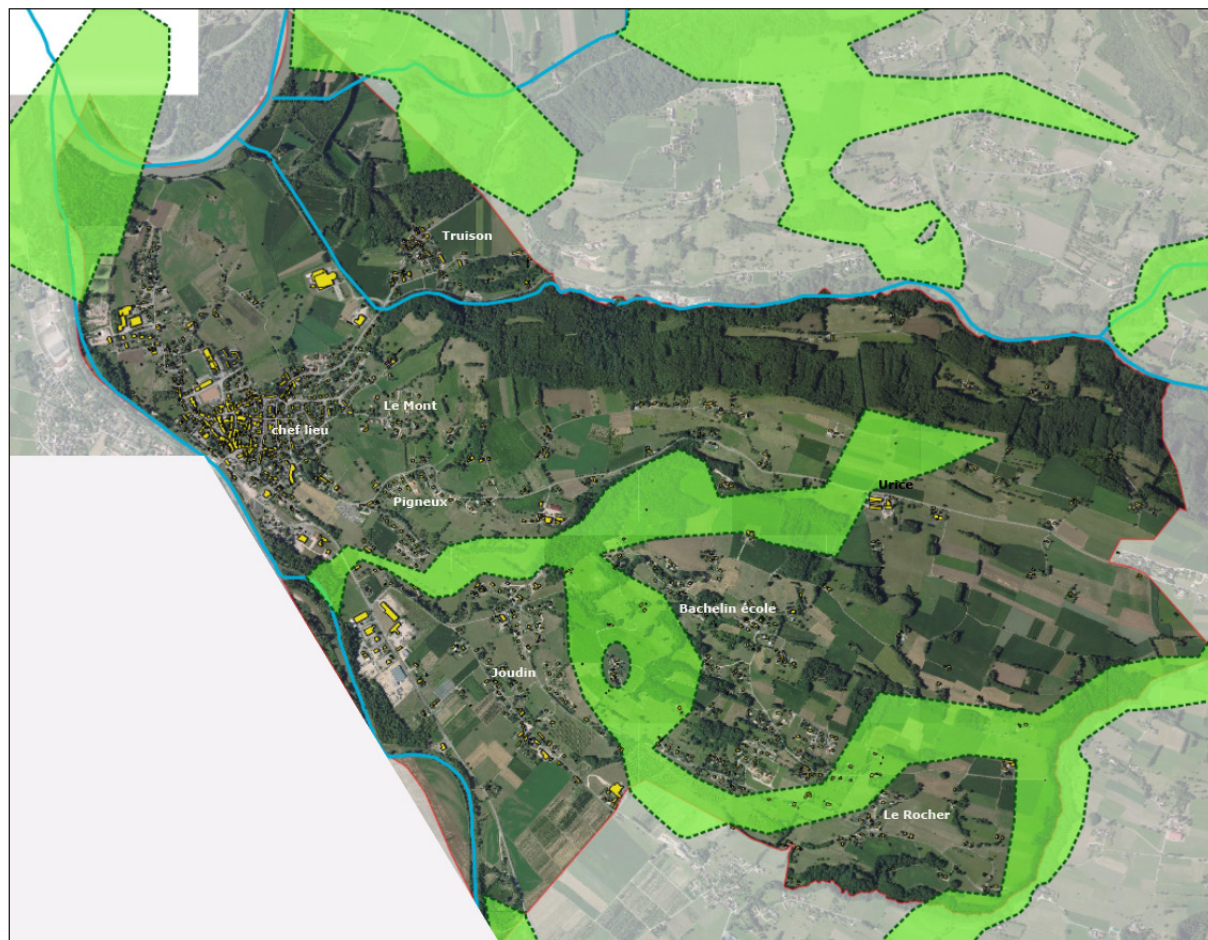 Truison
Le Mont
chef lieu
Urice
Pigneux
Bachelin école
Joudin
Le Rocher